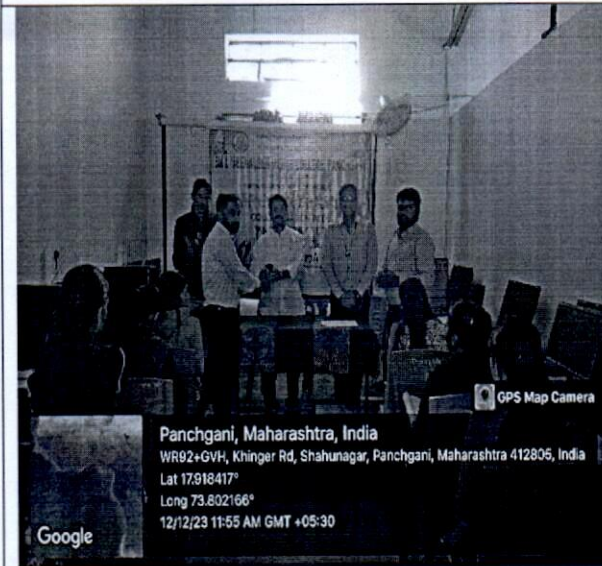 GPS Map Camera
Panchgani, Maharashtra, India
WR92+GVH, Khinger Rd, Shahunagar, Panchgani, Maharashtra 412805, India
Lat 17.918417°
Long 73.802166°
12/12/23 11:55 AM GMT +05:30
Google